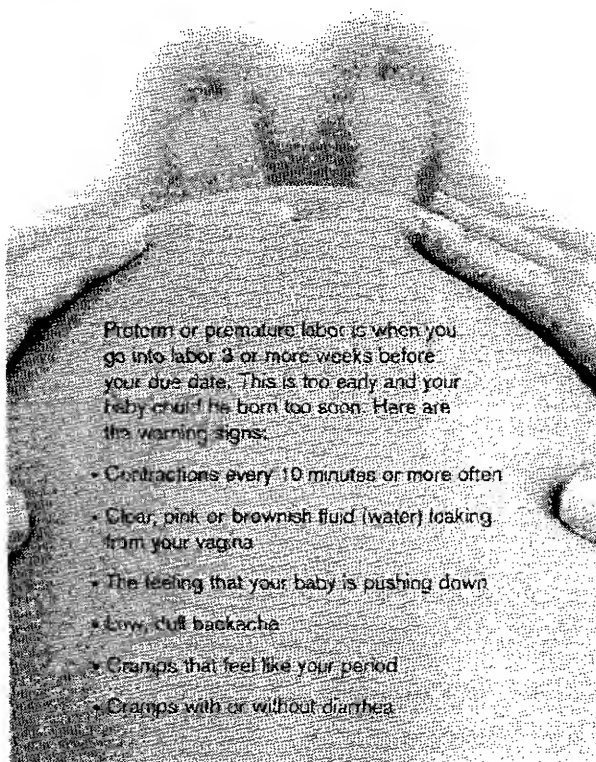 Preterm or premature labor is when you
go into labor 3 or more weeks before
your due date. This is too early and your
baby could be born too soon. Here are
the warning signs:
• Contractions every 10 minutes or more often
• Clear, pink or brownish fluid (water) leaking
from your vagina
• The feeling that your baby is pushing down
• Low, dull backache
• Cramps that feel like your period
• Cramps with or without diarrhea